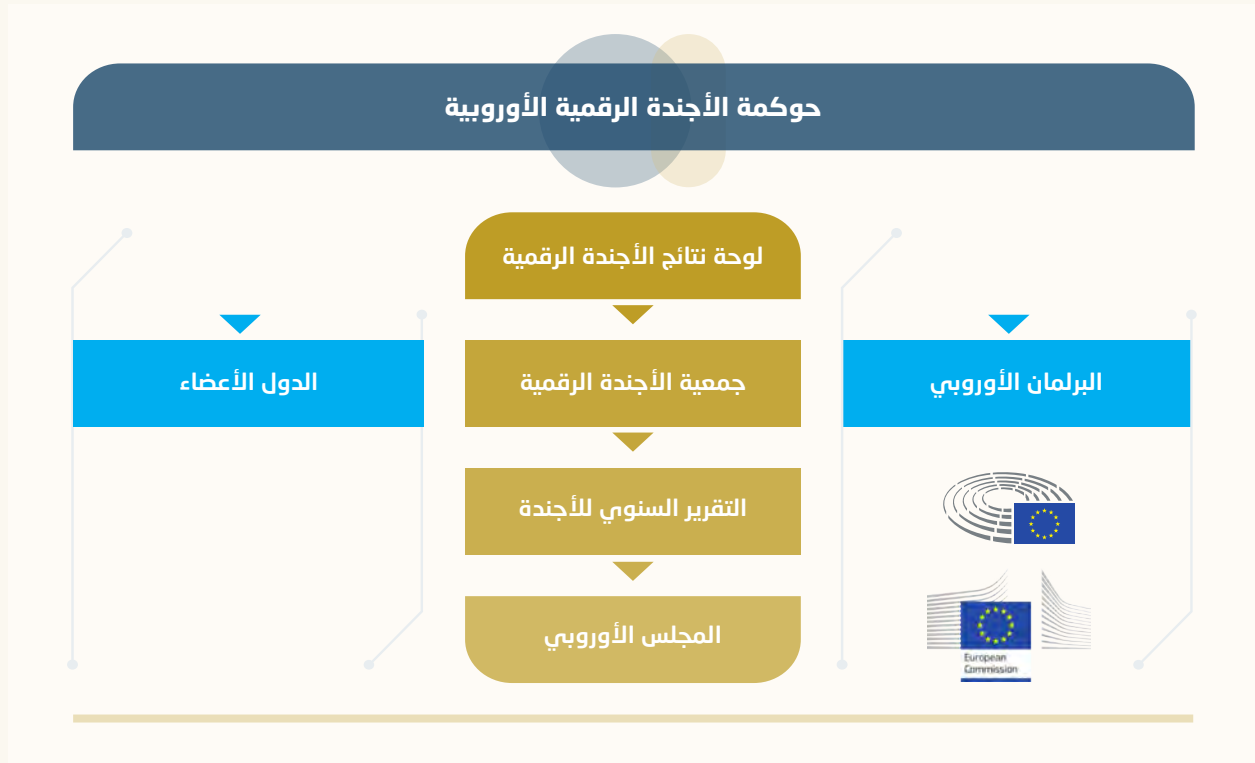 حوكمة الأجندة الرقمية الأوروبية
لوحة نتائج الأجندة الرقمية
البرلمان الأوروبي
جمعية الأجندة الرقمية
الدول الأعضاء
التقرير السنوي للأجندة
المجلس الأوروبي
European
Commission